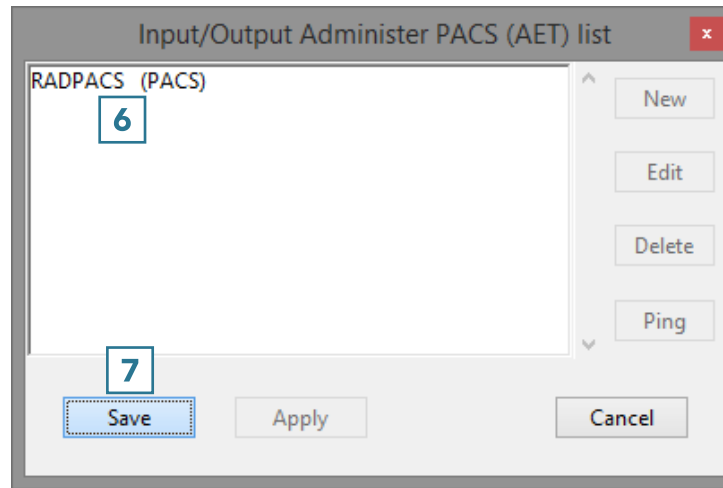 Input/Output Administer PACS (AET) list
x
RADPACS (PACS)
6
New
Edit
Delete
Ping
7
Save
Apply
Cancel